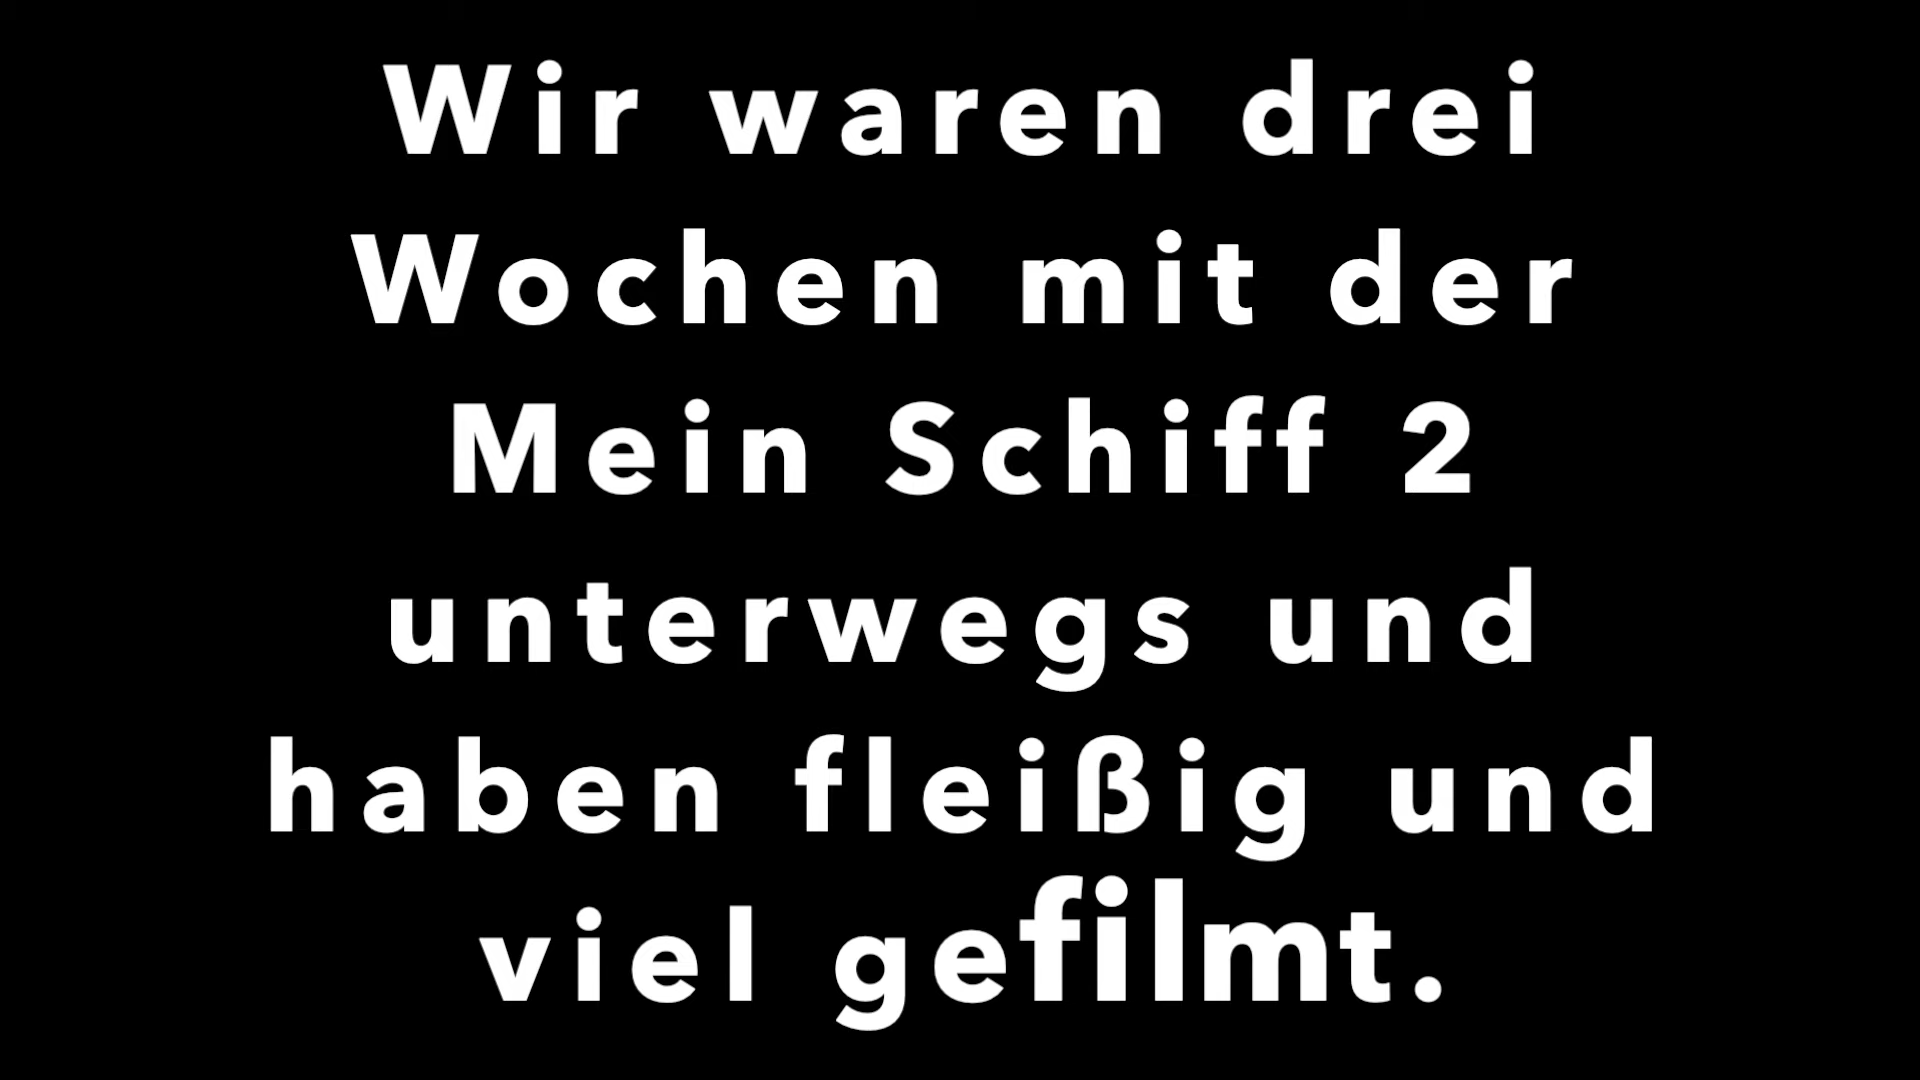 Wir waren drei
Wochen mit der
Mein Schiff 2
unterwegs und
haben fleißig und
viel gefilmt.